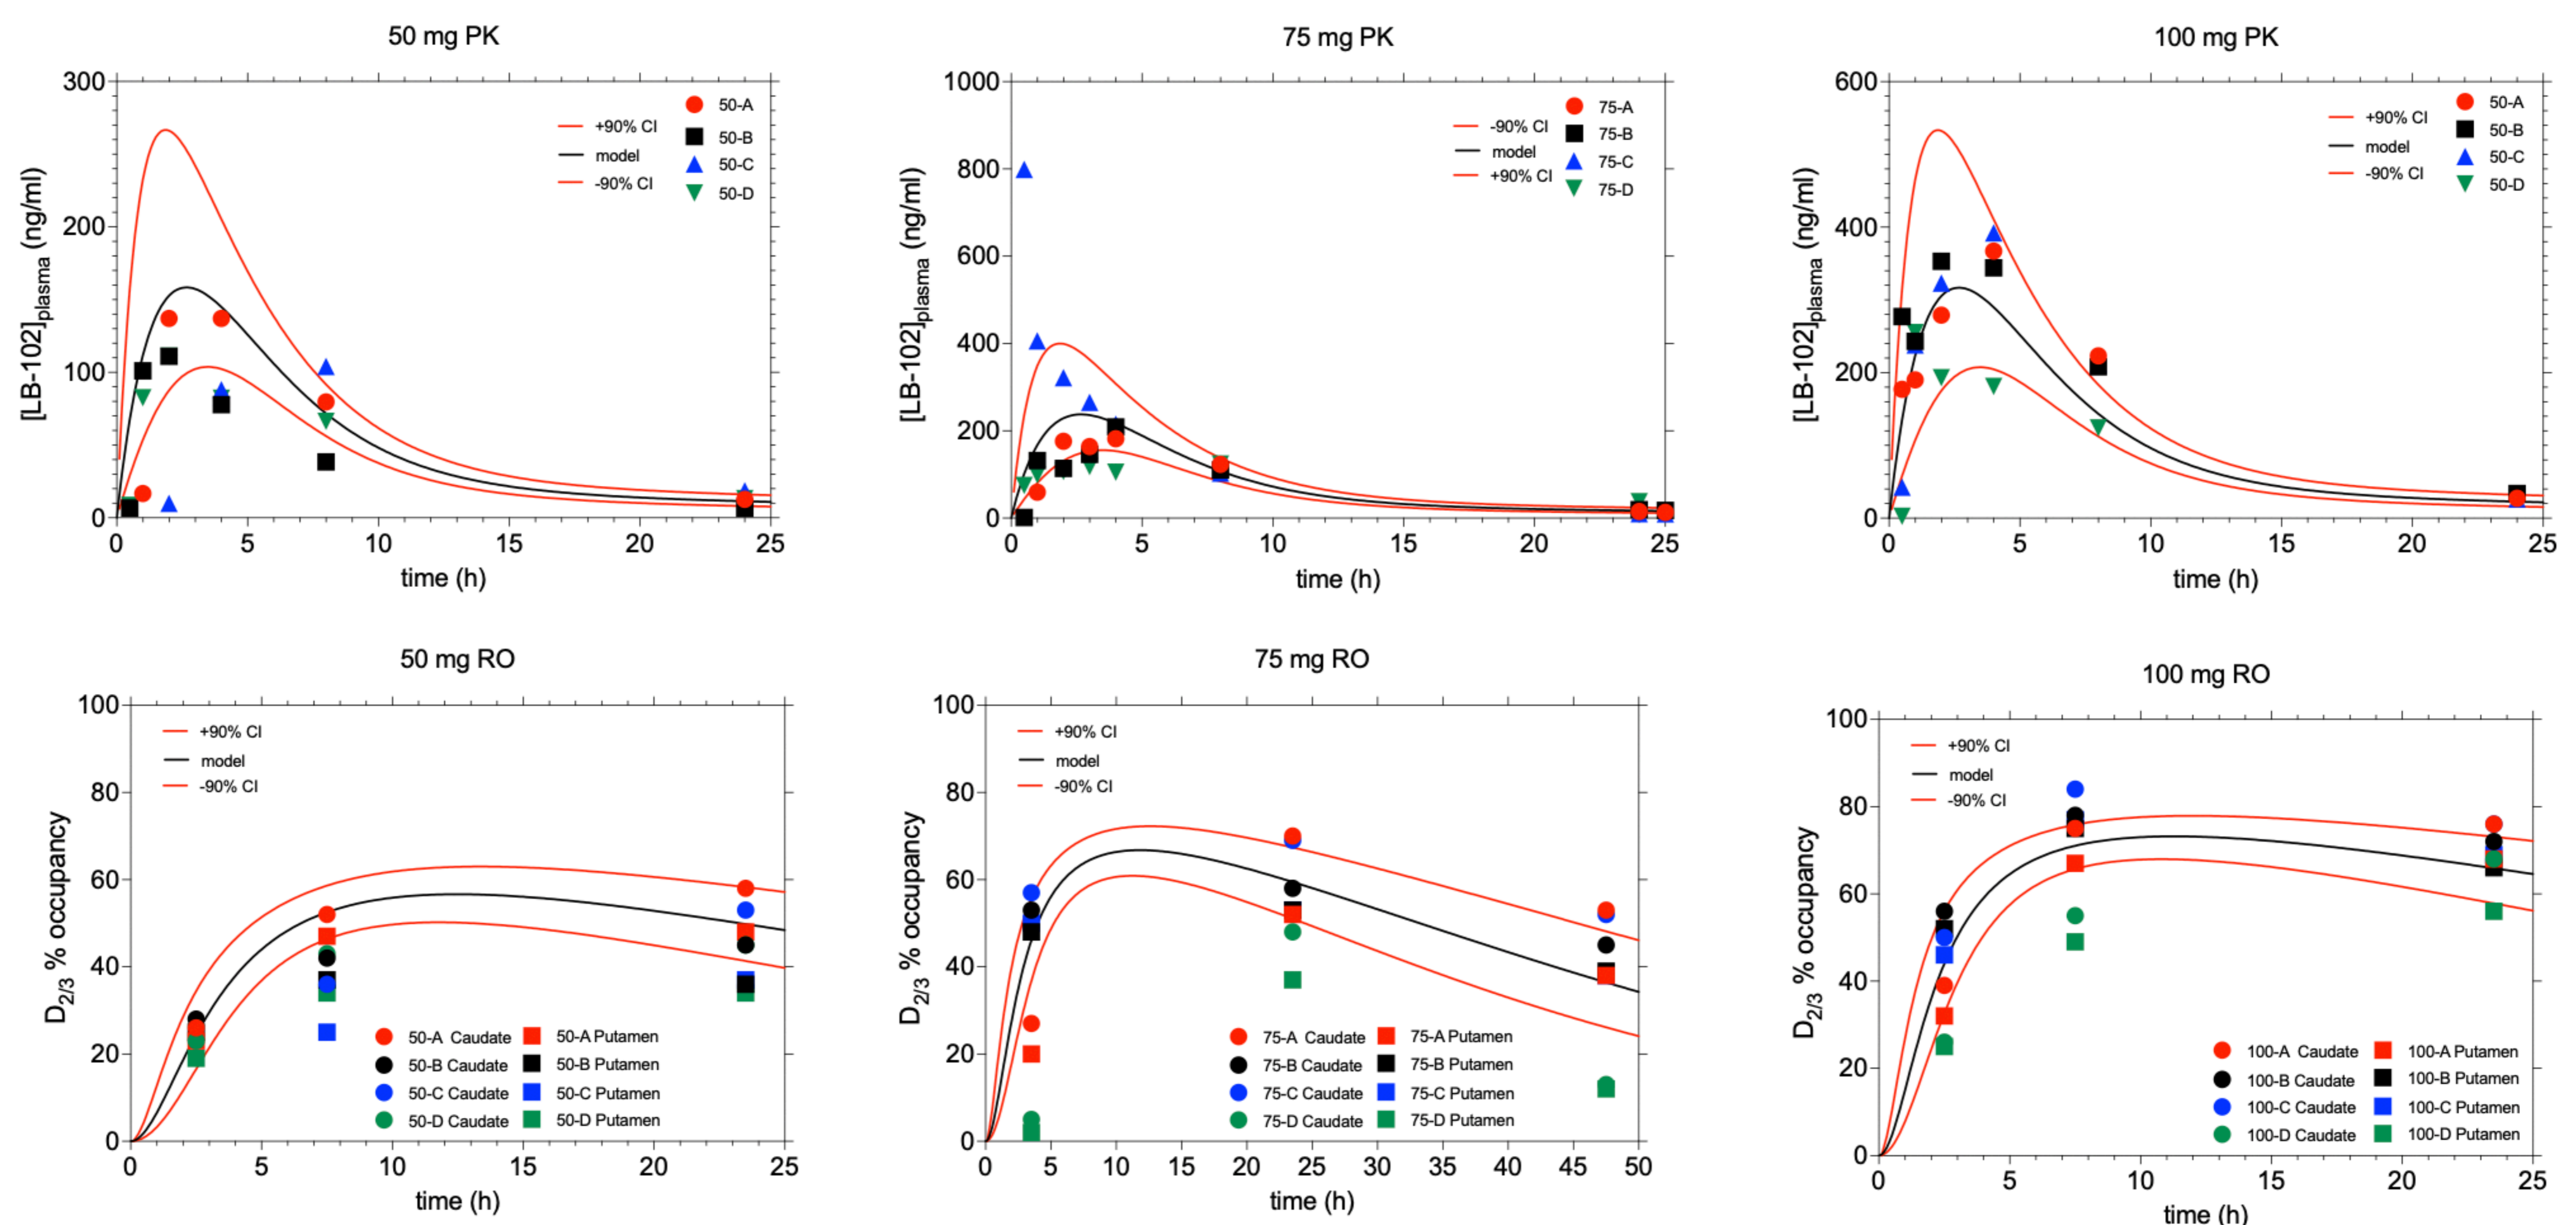 50 mg PK
300
200
100
0
0 5 10 15 20 25
[LB-102]plasma (ng/ml)
time (h)
+90% CI
model
-90% CI
50-A
50-B
50-C
50-D
75 mg PK
1000
800
600
400
200
0
0 5 10 15 20 25
[LB-102]plasma (ng/ml)
time (h)
-90% CI
model
+90% CI
75-A
75-B
75-C
75-D
100 mg PK
600
400
200
0
0 5 10 15 20 25
[LB-102]plasma (ng/ml)
time (h)
+90% CI
model
-90% CI
50-A
50-B
50-C
50-D
50 mg RO
100
80
60
40
20
0
0 5 10 15 20 25
D2/3 % occupancy
time (h)
+90% CI
model
-90% CI
50-A Caudate 50-A Putamen
50-B Caudate 50-B Putamen
50-C Caudate 50-C Putamen
50-D Caudate 50-D Putamen
75 mg RO
100
80
60
40
20
0
0 5 10 15 20 25 30 35 40 45 50
D2/3 % occupancy
time (h)
+90% CI
model
-90% CI
75-A Caudate 75-A Putamen
75-B Caudate 75-B Putamen
75-C Caudate 75-C Putamen
75-D Caudate 75-D Putamen
100 mg RO
100
80
60
40
20
0
0 5 10 15 20 25
D2/3 % occupancy
time (h)
+90% CI
model
-90% CI
100-A Caudate 100-A Putamen
100-B Caudate 100-B Putamen
100-C Caudate 100-C Putamen
100-D Caudate 100-D Putamen